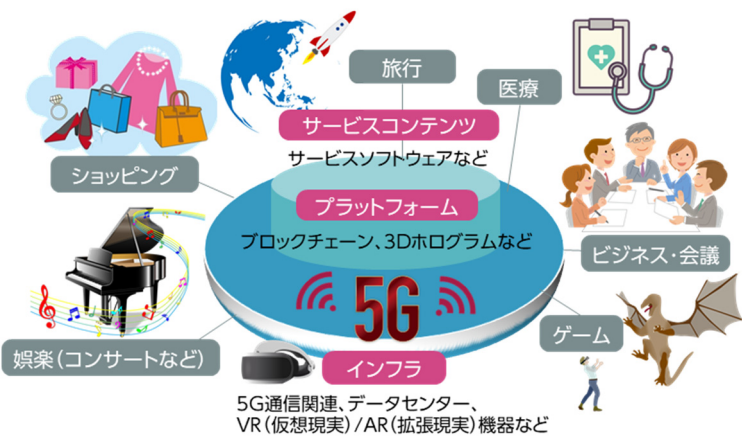 旅行
医療
サービスコンテンツ
サービスソフトウェアなど
ショッピング
プラットフォーム
ブロックチェーン、3Dホログラムなど
ビジネス・会議
5G
ゲーム
娯楽(コンサートなど)
インフラ
5G通信関連、データセンター、
VR(仮想現実)/AR(拡張現実)機器など